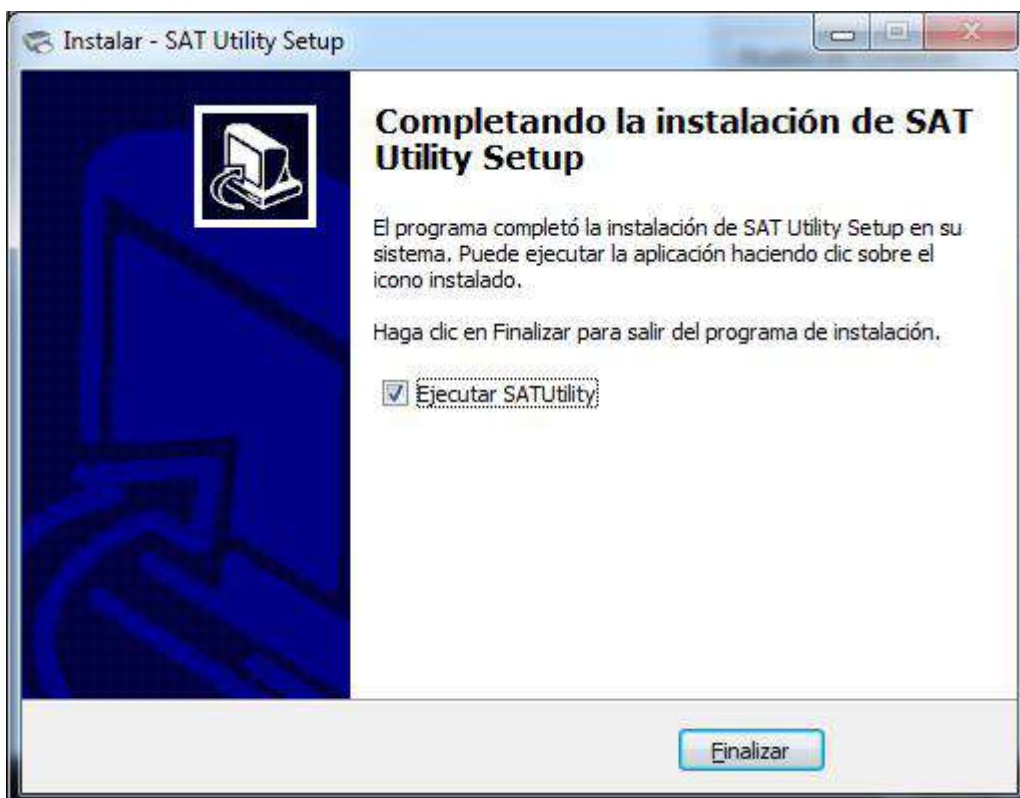 Instalar - SAT Utility Setup
Completando la instalación de SAT
Utility Setup
El programa completó la instalación de SAT Utility Setup en su
sistema. Puede ejecutar la aplicación haciendo clic sobre el
icono instalado.
Haga clic en Finalizar para salir del programa de instalación.
Ejecutar SATUtility
Finalizar